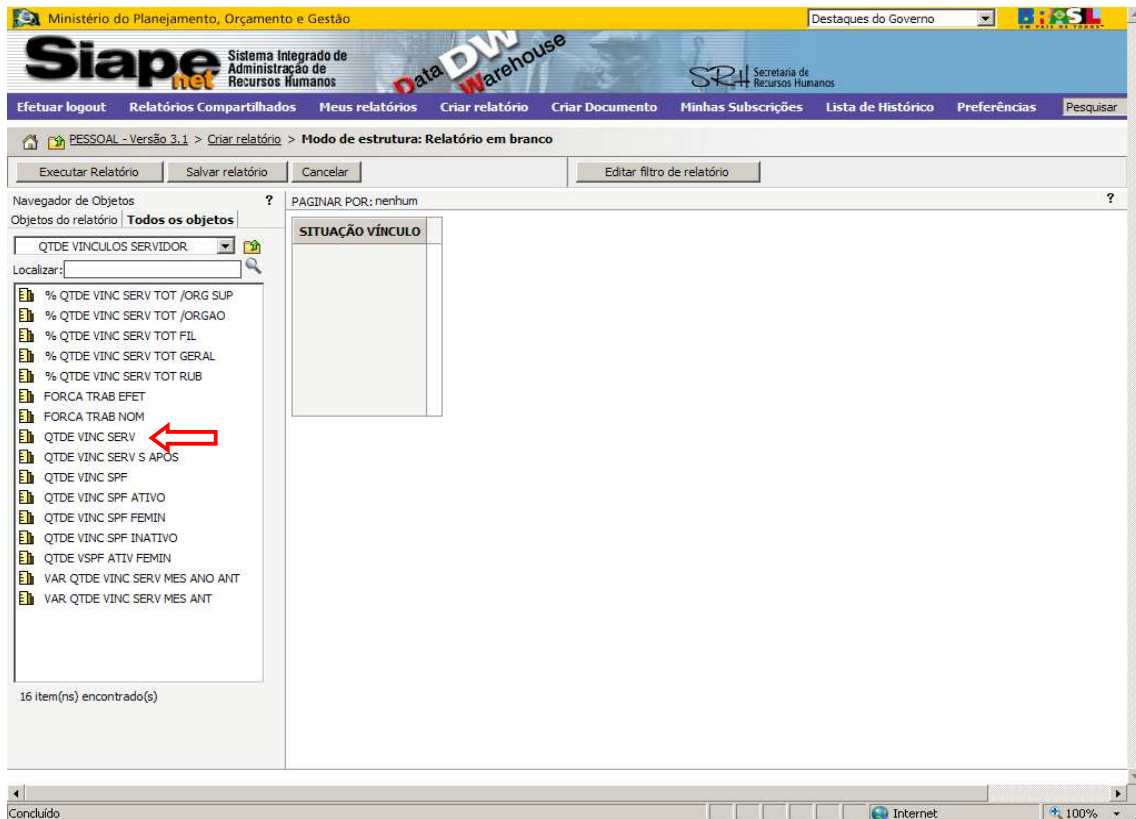 Ministério do Planejamento, Orçamento e Gestão
Destaques do Governo
BRASIL
UM PAÍS DE TODOS
Siape
net
Sistema Integrado de
Administração de
Recursos Humanos
Data DW Warehouse
SRH Secretaria de
Recursos Humanos
Efetuar logout Relatórios Compartilhados Meus relatórios Criar relatório Criar Documento Minhas Subscrições Lista de Histórico Preferências Pesquisar
PESSOAL - Versão 3.1 > Criar relatório > Modo de estrutura: Relatório em branco
Executar Relatório Salvar relatório Cancelar Editar filtro de relatório
Navegador de Objetos ?
Objetos do relatório Todos os objetos
QTDE VINCULOS SERVIDOR
Localizar:
% QTDE VINC SERV TOT /ORG SUP
% QTDE VINC SERV TOT /ORGAO
% QTDE VINC SERV TOT FIL
% QTDE VINC SERV TOT GERAL
% QTDE VINC SERV TOT RUB
FORCA TRAB EFET
FORCA TRAB NOM
QTDE VINC SERV
QTDE VINC SERV S APOS
QTDE VINC SPF
QTDE VINC SPF ATIVO
QTDE VINC SPF FEMIN
QTDE VINC SPF INATIVO
QTDE VSPF ATIV FEMIN
VAR QTDE VINC SERV MES ANO ANT
VAR QTDE VINC SERV MES ANT
16 item(ns) encontrado(s)
PAGINAR POR: nenhum ?
SITUAÇÃO VÍNCULO
Concluído Internet 100%